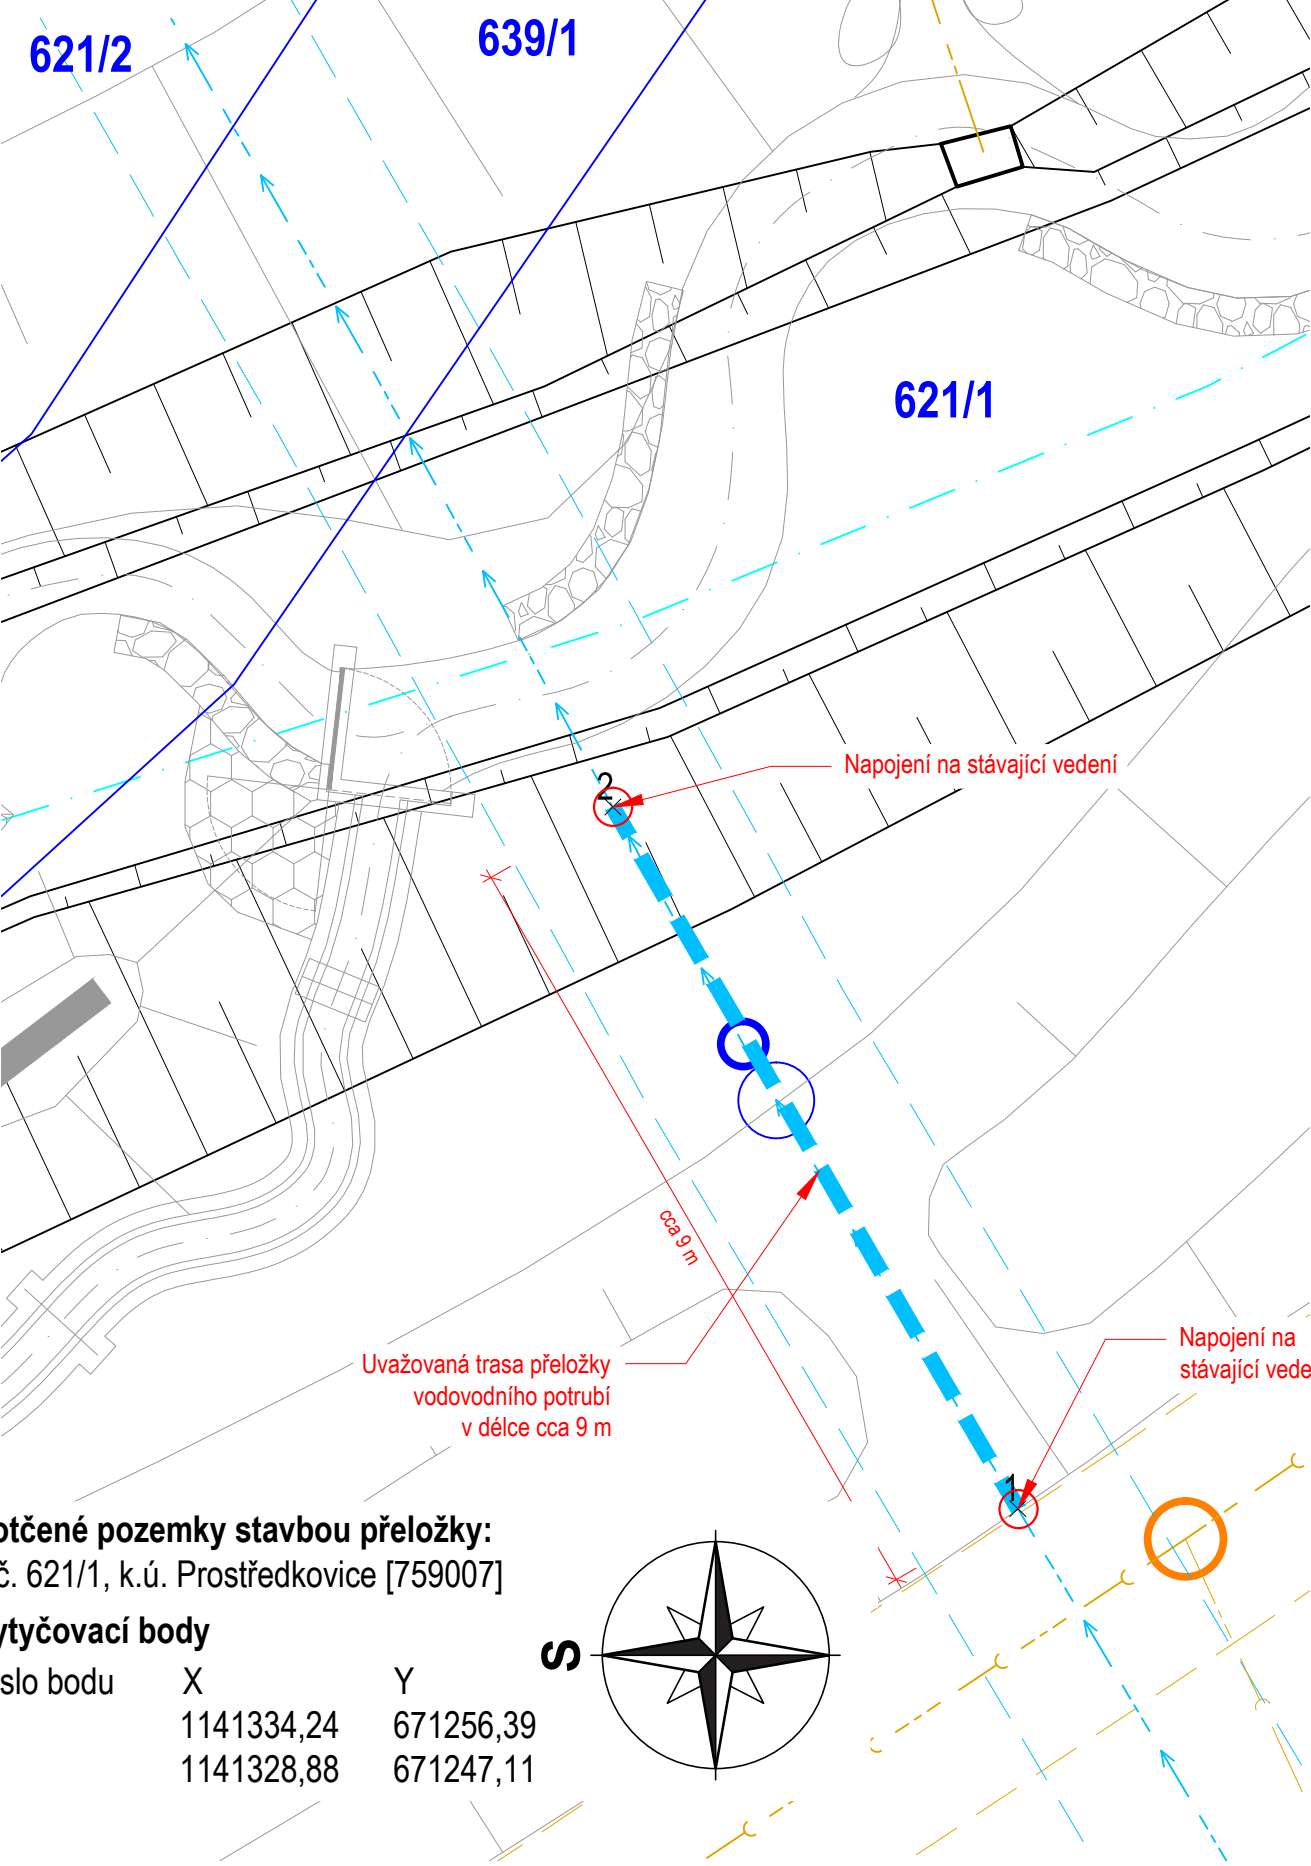 621/2
639/1
621/1
Napojení na stávající vedení
2
cca 9 m
Uvažovaná trasa přeložky
vodovodního potrubí
v délce cca 9 m
Napojení na
stávající vede
1
otčené pozemky stavbou přeložky:
č. 621/1, k.ú. Prostředkovice [759007]
ytyčovací body
slo bodu X Y
1141334,24 671256,39
1141328,88 671247,11
S